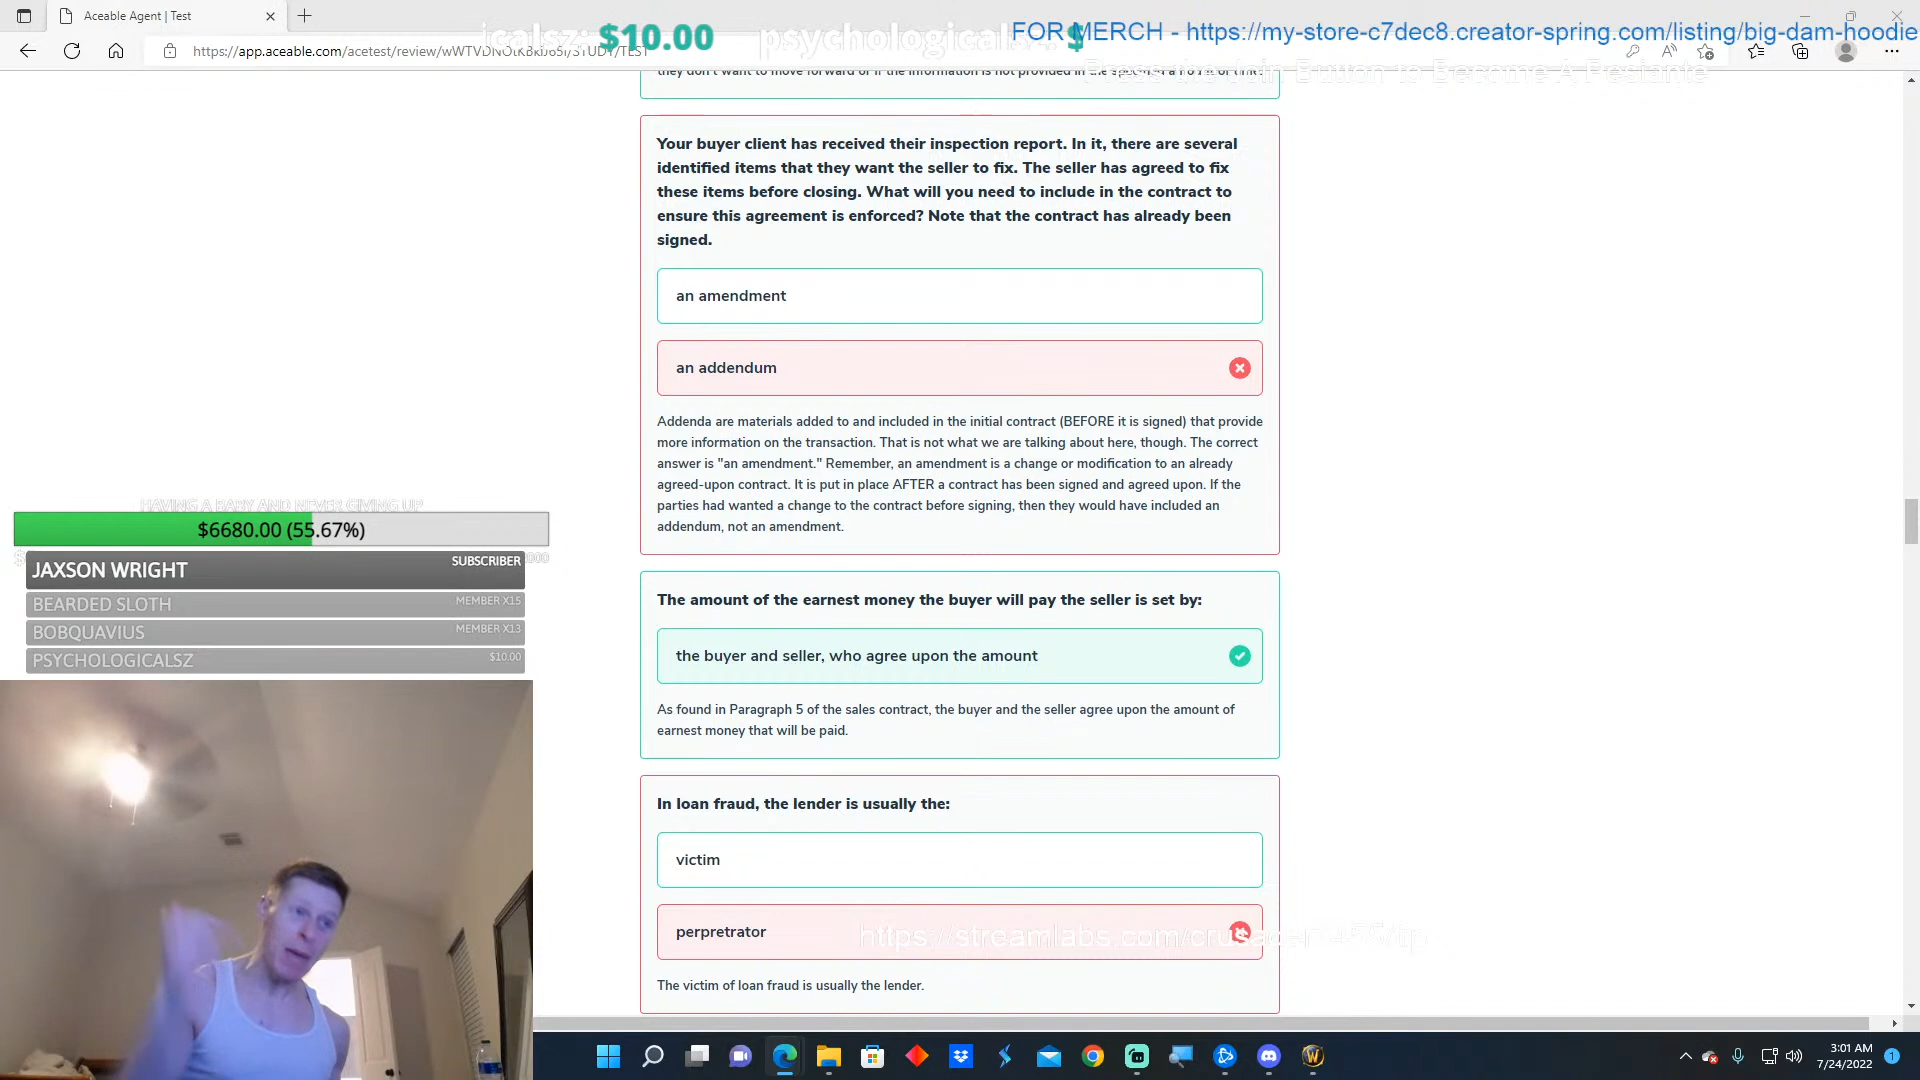 Aceable Agent | Test
icalsz: $10.00 psychologicalsz: $
FOR MERCH - https://my-store-c7dec8.creator-spring.com/listing/big-dam-hoodie
Press the Join Button to Become A
Your buyer client has received their inspection report. In it, there are several
identified items that they want the seller to fix. The seller has agreed to fix
these items before closing. What will you need to include in the contract to
ensure this agreement is enforced? Note that the contract has already been
signed.
an amendment
an addendum
Addenda are materials added to and included in the initial contract (BEFORE it is signed) that provide
more information on the transaction. That is not what we are talking about here, though. The correct
answer is "an amendment." Remember, an amendment is a change or modification to an already
agreed-upon contract. It is put in place AFTER a contract has been signed and agreed upon. If the
parties had wanted a change to the contract before signing, then they would have included an
addendum, not an amendment.
HAVING A BABY AND NEVER GIVING UP
$6680.00 (55.67%)
JAXSON WRIGHT SUBSCRIBER
BEARDED SLOTH MEMBER X15
BOBQUAVIUS MEMBER X13
PSYCHOLOGICALSZ $10.00
The amount of the earnest money the buyer will pay the seller is set by:
the buyer and seller, who agree upon the amount
As found in Paragraph 5 of the sales contract, the buyer and the seller agree upon the amount of
earnest money that will be paid.
In loan fraud, the lender is usually the:
victim
perpretrator
The victim of loan fraud is usually the lender.
3:01 AM
7/24/2022
1